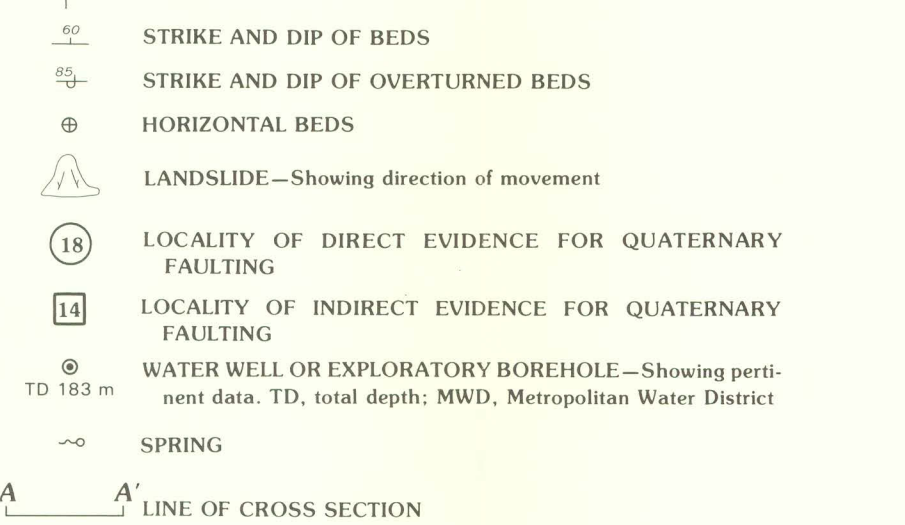 60 STRIKE AND DIP OF BEDS
85 STRIKE AND DIP OF OVERTURNED BEDS
HORIZONTAL BEDS
LANDSLIDE—Showing direction of movement
18 LOCALITY OF DIRECT EVIDENCE FOR QUATERNARY
FAULTING
14 LOCALITY OF INDIRECT EVIDENCE FOR QUATERNARY
FAULTING
WATER WELL OR EXPLORATORY BOREHOLE—Showing perti-
TD 183 m nent data. TD, total depth; MWD, Metropolitan Water District
SPRING
A A' LINE OF CROSS SECTION